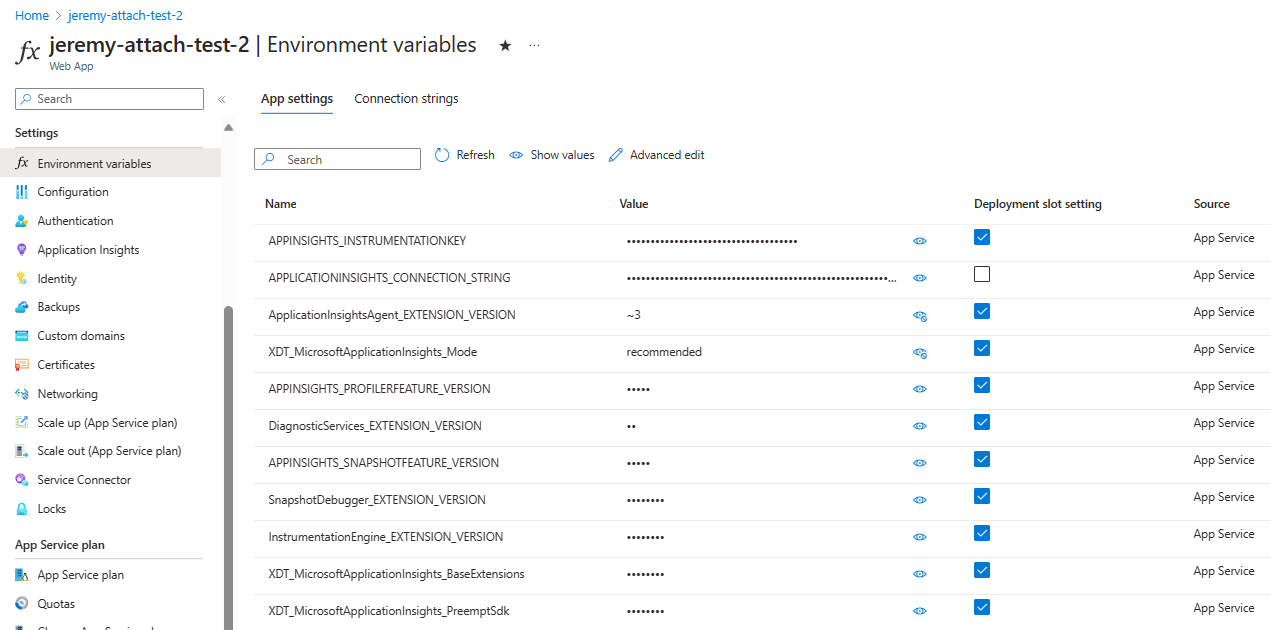 Home > jeremy-attach-test-2
fx jeremy-attach-test-2 | Environment variables ★ ...
Web App
Search «
App settings Connection strings
Settings
fx Environment variables
Configuration
Authentication
Application Insights
Identity
Backups
Custom domains
Certificates
Networking
Scale up (App Service plan)
Scale out (App Service plan)
Service Connector
Locks
App Service plan
App Service plan
Quotas
Search Refresh Show values Advanced edit
Name Value Deployment slot setting Source
APPINSIGHTS_INSTRUMENTATIONKEY •••••••••••••••••••••••••••••••••••• App Service
APPLICATIONINSIGHTS_CONNECTION_STRING •••••••••••••••••••••••••••••••••••••••••••••••••••••••... App Service
ApplicationInsightsAgent_EXTENSION_VERSION ~3 App Service
XDT_MicrosoftApplicationInsights_Mode recommended App Service
APPINSIGHTS_PROFILERFEATURE_VERSION ••••• App Service
DiagnosticServices_EXTENSION_VERSION •• App Service
APPINSIGHTS_SNAPSHOTFEATURE_VERSION ••••• App Service
SnapshotDebugger_EXTENSION_VERSION •••••••• App Service
InstrumentationEngine_EXTENSION_VERSION •••••••• App Service
XDT_MicrosoftApplicationInsights_BaseExtensions •••••••• App Service
XDT_MicrosoftApplicationInsights_PreemptSdk •••••••• App Service